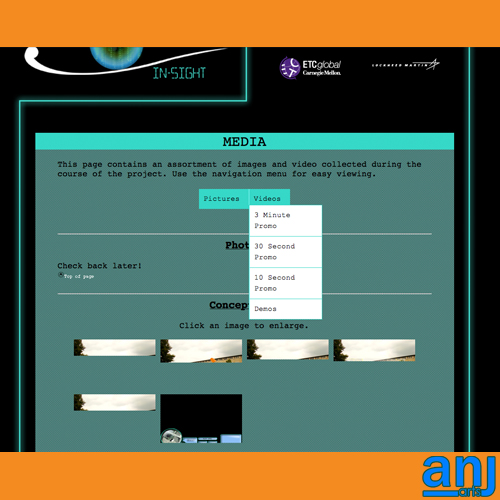 IN-SIGHT
ETCglobal
Carnegie Mellon.
LOCKHEED MARTIN
MEDIA
This page contains an assortment of images and video collected during the
course of the project. Use the navigation menu for easy viewing.
Pictures
Videos
3 Minute
Promo
30 Second
Promo
10 Second
Promo
Demos
Phot
Check back later!
^Top of page
Concep
Click an image to enlarge.
anj